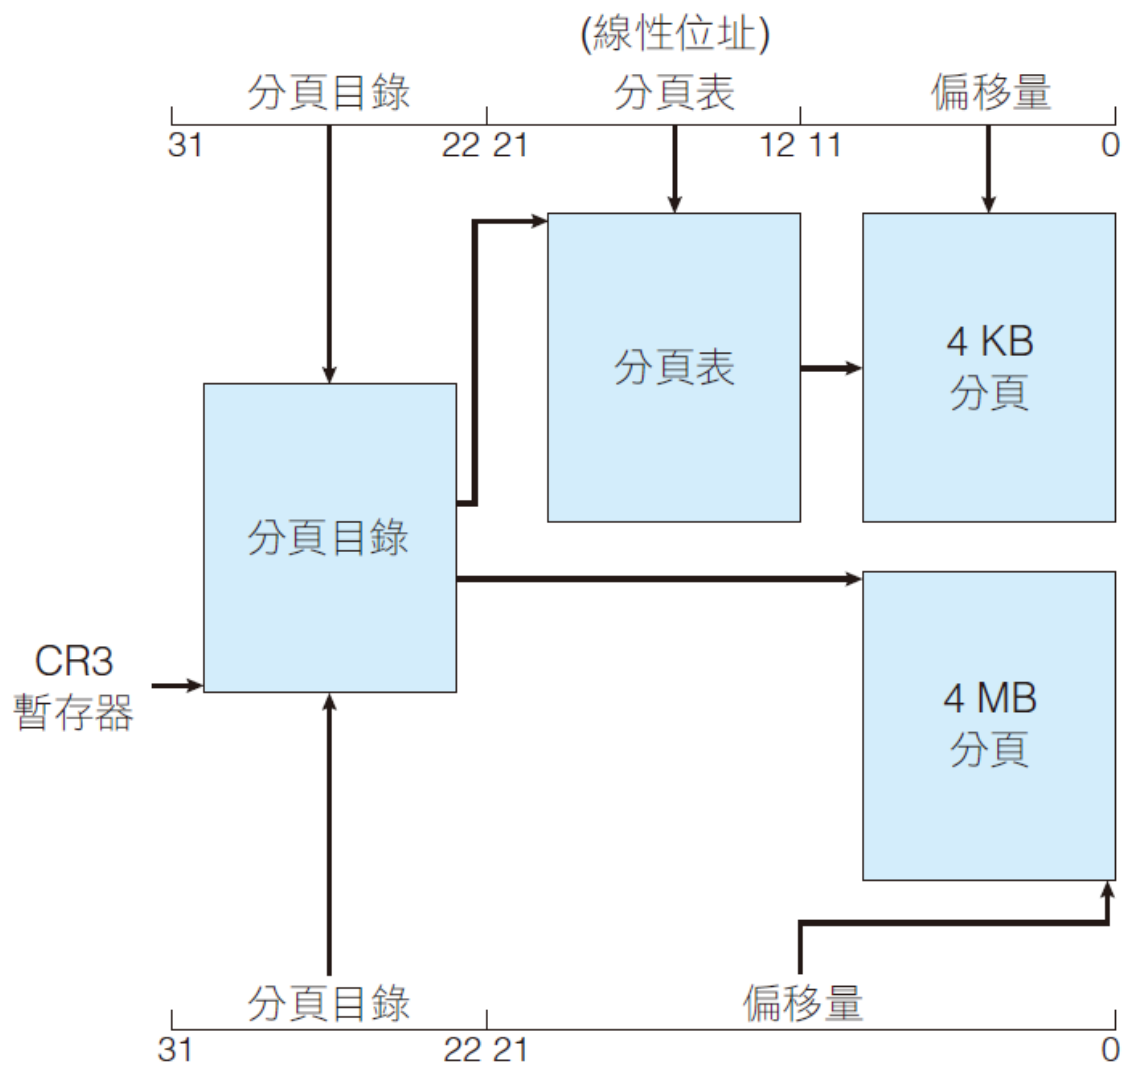 (線性位址)
分頁目錄 分頁表 偏移量
31 22 21 12 11 0
分頁表
4 KB
分頁
分頁目錄
CR3
暫存器
4 MB
分頁
分頁目錄 偏移量
31 22 21 0